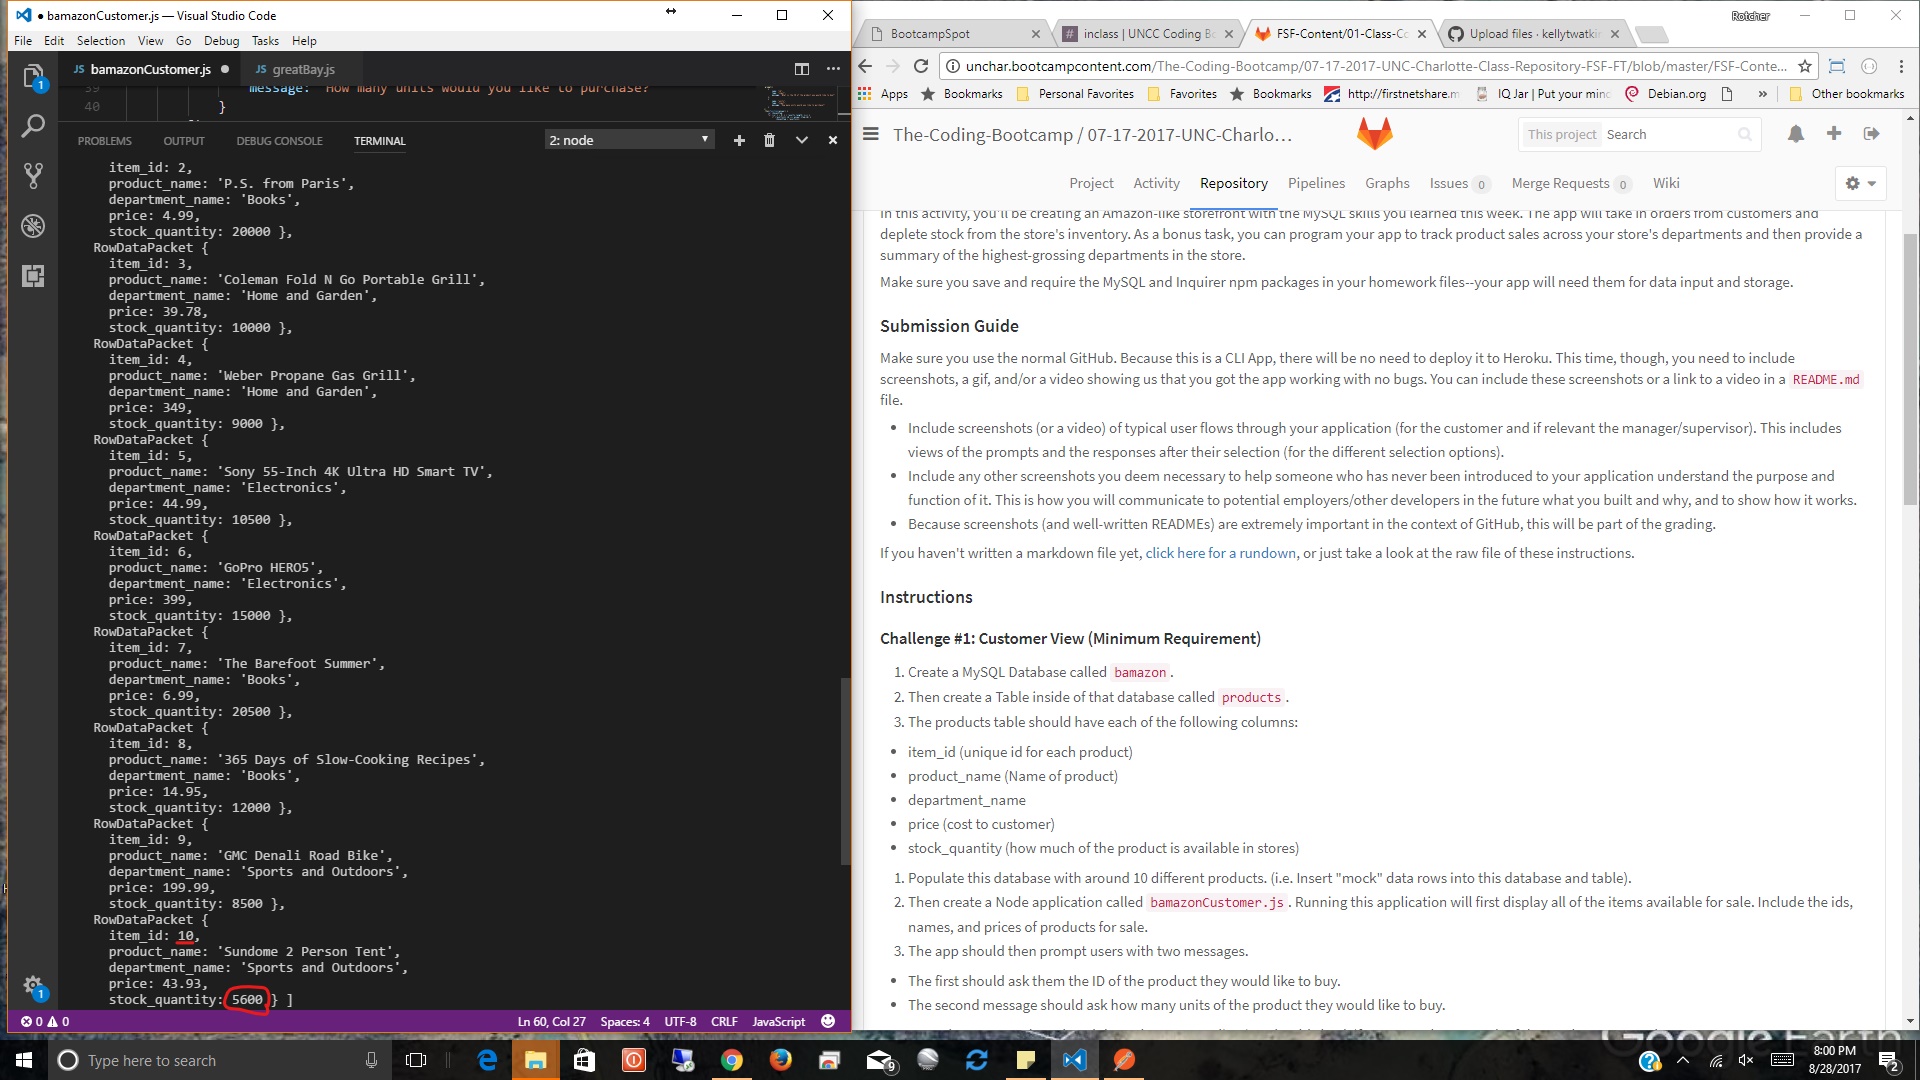 ● bamazonCustomer.js — Visual Studio Code
File Edit Selection View Go Debug Tasks Help
JS bamazonCustomer.js ●
JS greatBay.js
39 message: "How many units would you like to purchase?
40 }
PROBLEMS OUTPUT DEBUG CONSOLE TERMINAL 2: node
item_id: 2,
product_name: 'P.S. from Paris',
department_name: 'Books',
price: 4.99,
stock_quantity: 20000 },
RowDataPacket {
item_id: 3,
product_name: 'Coleman Fold N Go Portable Grill',
department_name: 'Home and Garden',
price: 39.78,
stock_quantity: 10000 },
RowDataPacket {
item_id: 4,
product_name: 'Weber Propane Gas Grill',
department_name: 'Home and Garden',
price: 349,
stock_quantity: 9000 },
RowDataPacket {
item_id: 5,
product_name: 'Sony 55-Inch 4K Ultra HD Smart TV',
department_name: 'Electronics',
price: 44.99,
stock_quantity: 10500 },
RowDataPacket {
item_id: 6,
product_name: 'GoPro HERO5',
department_name: 'Electronics',
price: 399,
stock_quantity: 15000 },
RowDataPacket {
item_id: 7,
product_name: 'The Barefoot Summer',
department_name: 'Books',
price: 6.99,
stock_quantity: 20500 },
RowDataPacket {
item_id: 8,
product_name: '365 Days of Slow-Cooking Recipes',
department_name: 'Books',
price: 14.95,
stock_quantity: 12000 },
RowDataPacket {
item_id: 9,
product_name: 'GMC Denali Road Bike',
department_name: 'Sports and Outdoors',
price: 199.99,
stock_quantity: 8500 },
RowDataPacket {
item_id: 10,
product_name: 'Sundome 2 Person Tent',
department_name: 'Sports and Outdoors',
price: 43.93,
stock_quantity: 5600 } ]
0 0 Ln 60, Col 27 Spaces: 4 UTF-8 CRLF JavaScript
Rotcher
BootcampSpot
inclass | UNCC Coding Bo
FSF-Content/01-Class-Co
Upload files · kellytwatkin
unchar.bootcampcontent.com/The-Coding-Bootcamp/07-17-2017-UNC-Charlotte-Class-Repository-FSF-FT/blob/master/FSF-Conte...
Apps Bookmarks Personal Favorites Favorites Bookmarks http://firstnetshare.m IQ Jar | Put your minc Debian.org » Other bookmarks
The-Coding-Bootcamp / 07-17-2017-UNC-Charlo...
This project Search
Project Activity Repository Pipelines Graphs Issues 0 Merge Requests 0 Wiki
In this activity, you'll be creating an Amazon-like storefront with the MySQL skills you learned this week. The app will take in orders from customers and
deplete stock from the store's inventory. As a bonus task, you can program your app to track product sales across your store's departments and then provide a
summary of the highest-grossing departments in the store.
Make sure you save and require the MySQL and Inquirer npm packages in your homework files--your app will need them for data input and storage.
Submission Guide
Make sure you use the normal GitHub. Because this is a CLI App, there will be no need to deploy it to Heroku. This time, though, you need to include
screenshots, a gif, and/or a video showing us that you got the app working with no bugs. You can include these screenshots or a link to a video in a README.md
file.
• Include screenshots (or a video) of typical user flows through your application (for the customer and if relevant the manager/supervisor). This includes
views of the prompts and the responses after their selection (for the different selection options).
• Include any other screenshots you deem necessary to help someone who has never been introduced to your application understand the purpose and
function of it. This is how you will communicate to potential employers/other developers in the future what you built and why, and to show how it works.
• Because screenshots (and well-written READMEs) are extremely important in the context of GitHub, this will be part of the grading.
If you haven't written a markdown file yet, click here for a rundown, or just take a look at the raw file of these instructions.
Instructions
Challenge #1: Customer View (Minimum Requirement)
1. Create a MySQL Database called bamazon.
2. Then create a Table inside of that database called products.
3. The products table should have each of the following columns:
• item_id (unique id for each product)
• product_name (Name of product)
• department_name
• price (cost to customer)
• stock_quantity (how much of the product is available in stores)
1. Populate this database with around 10 different products. (i.e. Insert "mock" data rows into this database and table).
2. Then create a Node application called bamazonCustomer.js. Running this application will first display all of the items available for sale. Include the ids,
names, and prices of products for sale.
3. The app should then prompt users with two messages.
• The first should ask them the ID of the product they would like to buy.
• The second message should ask how many units of the product they would like to buy.
Google Earth
Type here to search
9
8:00 PM
8/28/2017
2